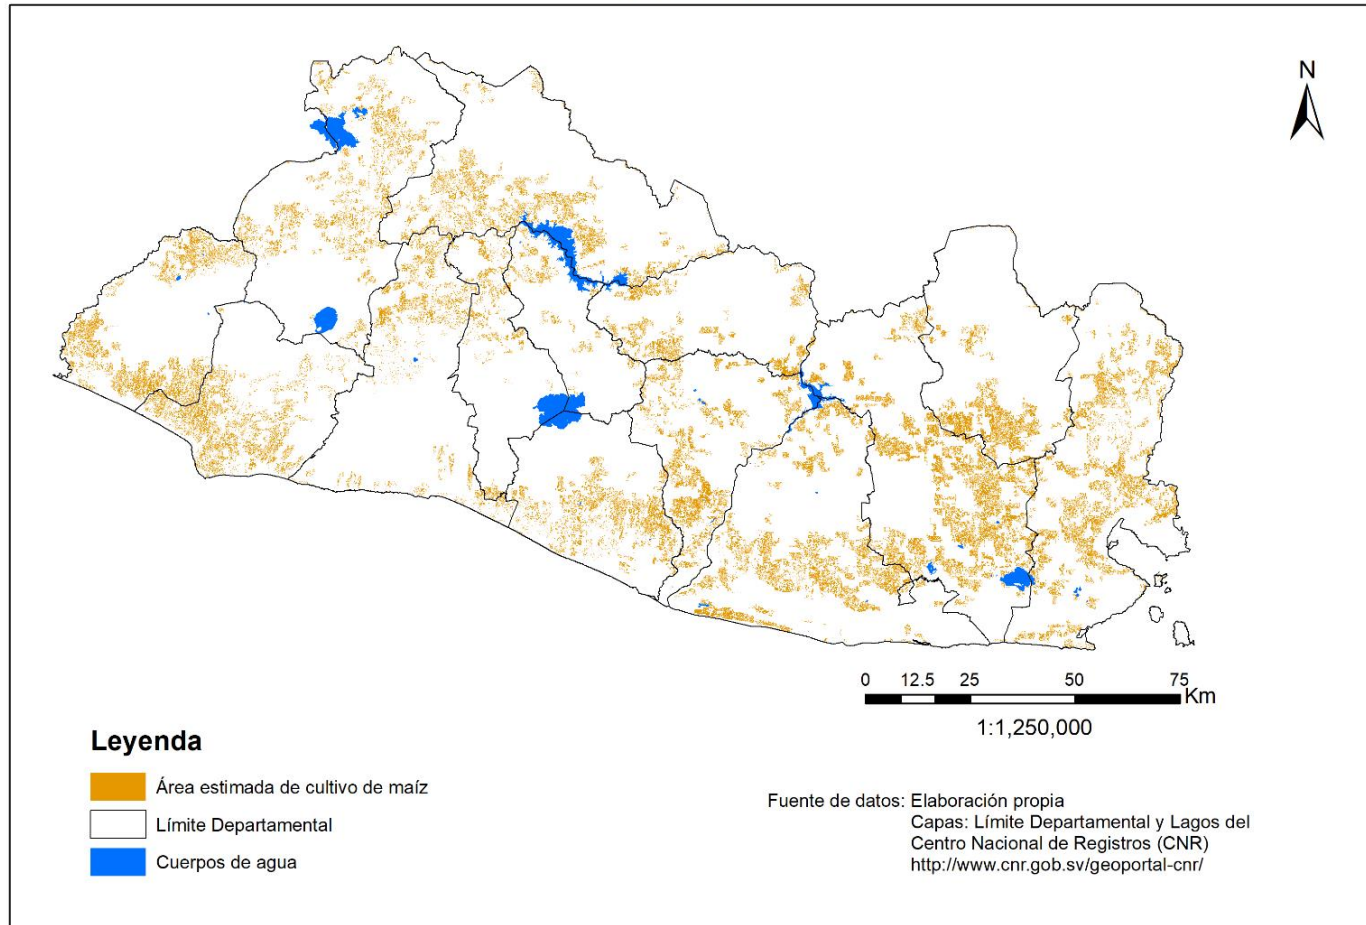 N
0 12.5 25 50 75
Km
1:1,250,000
Leyenda
Área estimada de cultivo de maíz
Límite Departamental
Cuerpos de agua
Fuente de datos: Elaboración propia
Capas: Límite Departamental y Lagos del
Centro Nacional de Registros (CNR)
http://www.cnr.gob.sv/geoportal-cnr/